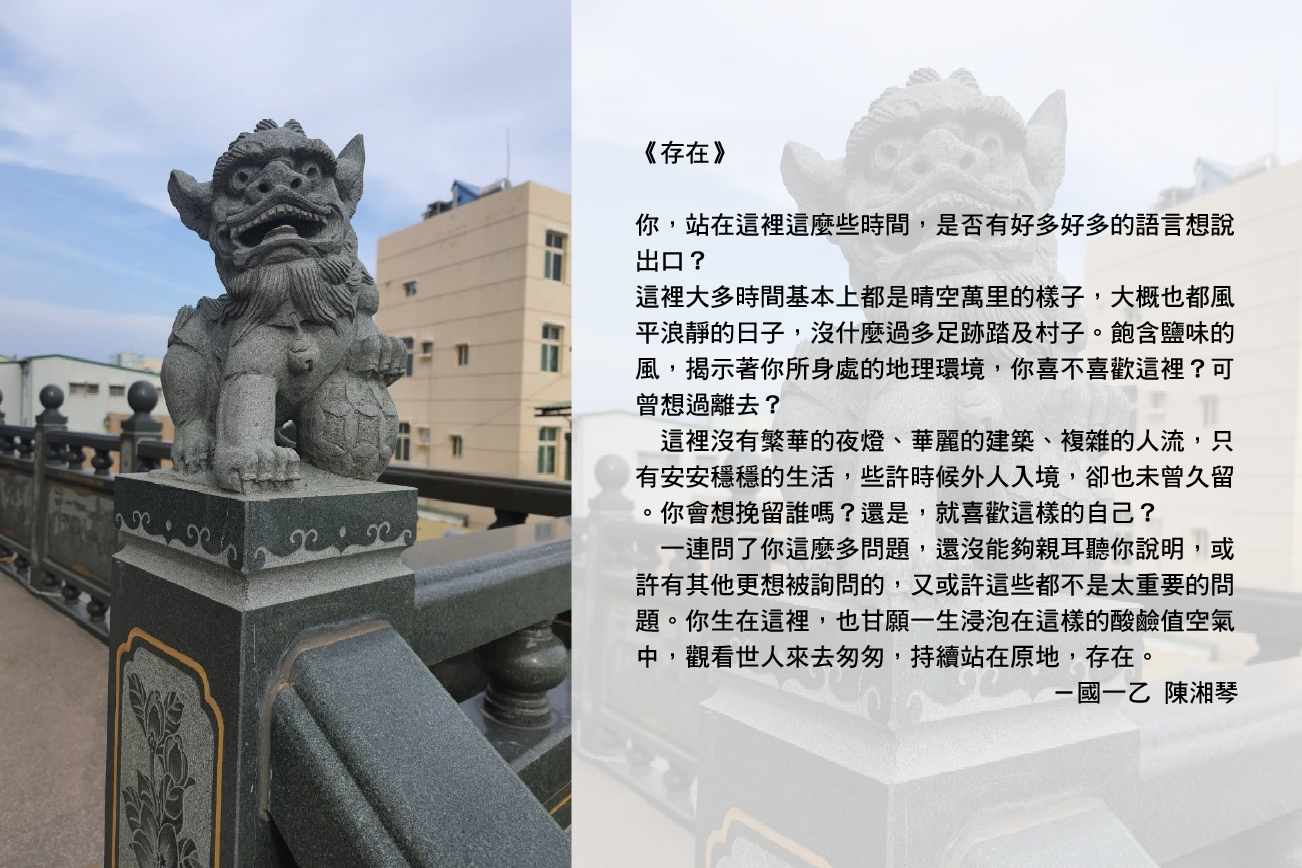 《存在》
你，站在這裡這麼些時間，是否有好多好多的語言想說
出口？
這裡大多時間基本上都是晴空萬里的樣子，大概也都風
平浪靜的日子，沒什麼過多足跡踏及村子。飽含鹽味的
風，揭示著你所身處的地理環境，你喜不喜歡這裡？可
曾想過離去？
　這裡沒有繁華的夜燈、華麗的建築、複雜的人流，只
有安安穩穩的生活，些許時候外人入境，卻也未曾久留
。你會想挽留誰嗎？還是，就喜歡這樣的自己？
　一連問了你這麼多問題，還沒能夠親耳聽你說明，或
許有其他更想被詢問的，又或許這些都不是太重要的問
題。你生在這裡，也甘願一生浸泡在這樣的酸鹼值空氣
中，觀看世人來去匆匆，持續站在原地，存在。
－國一乙 陳湘琴